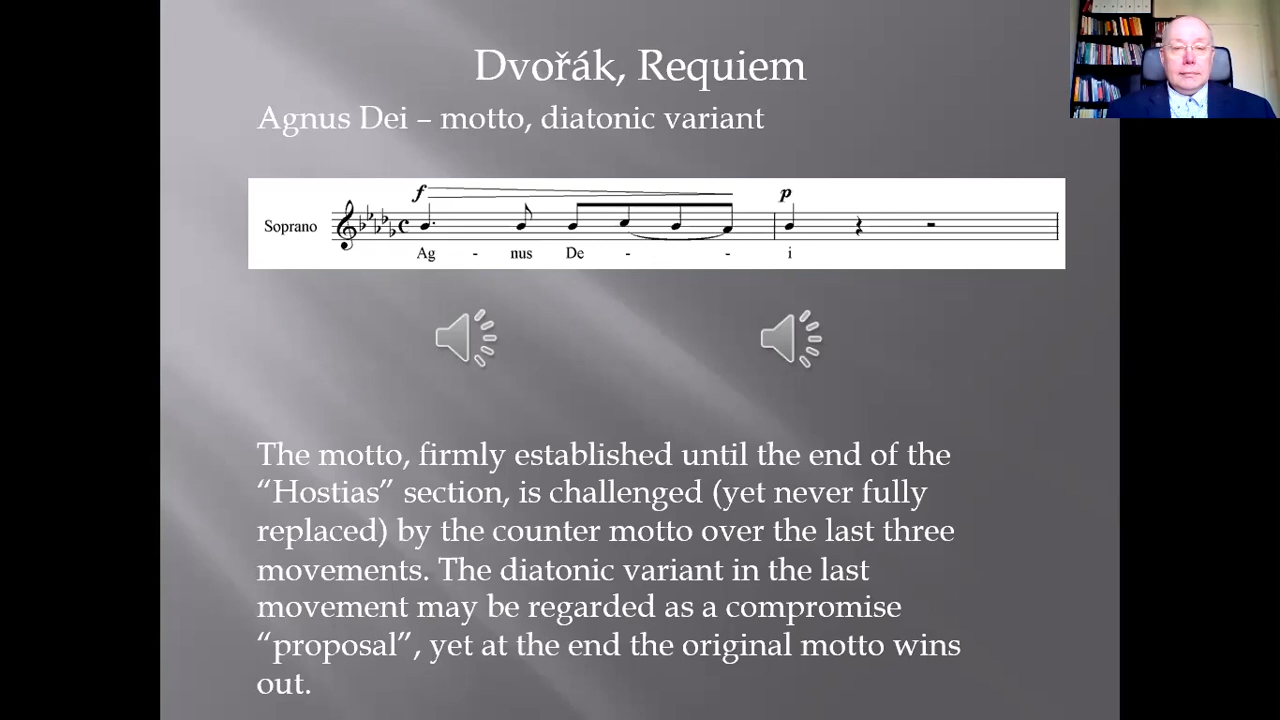 Dvořák, Requiem
Agnus Dei – motto, diatonic variant
f
p
Soprano
Ag - nus De - - i
The motto, firmly established until the end of the
“Hostias” section, is challenged (yet never fully
replaced) by the counter motto over the last three
movements. The diatonic variant in the last
movement may be regarded as a compromise
“proposal”, yet at the end the original motto wins
out.